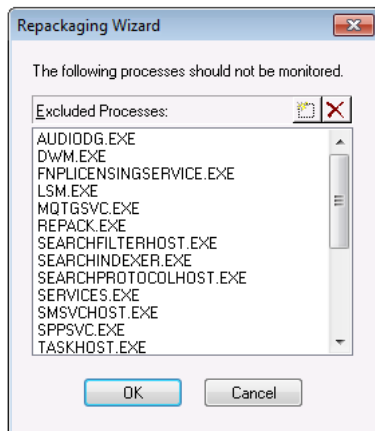 Repackaging Wizard
The following processes should not be monitored.
Excluded Processes:
AUDIODG.EXE
DWM.EXE
FNPLICENSINGSERVICE.EXE
LSM.EXE
MQTGSVC.EXE
REPACK.EXE
SEARCHFILTERHOST.EXE
SEARCHINDEXER.EXE
SEARCHPROTOCOLHOST.EXE
SERVICES.EXE
SMSVCHOST.EXE
SPPSVC.EXE
TASKHOST.EXE
OK
Cancel